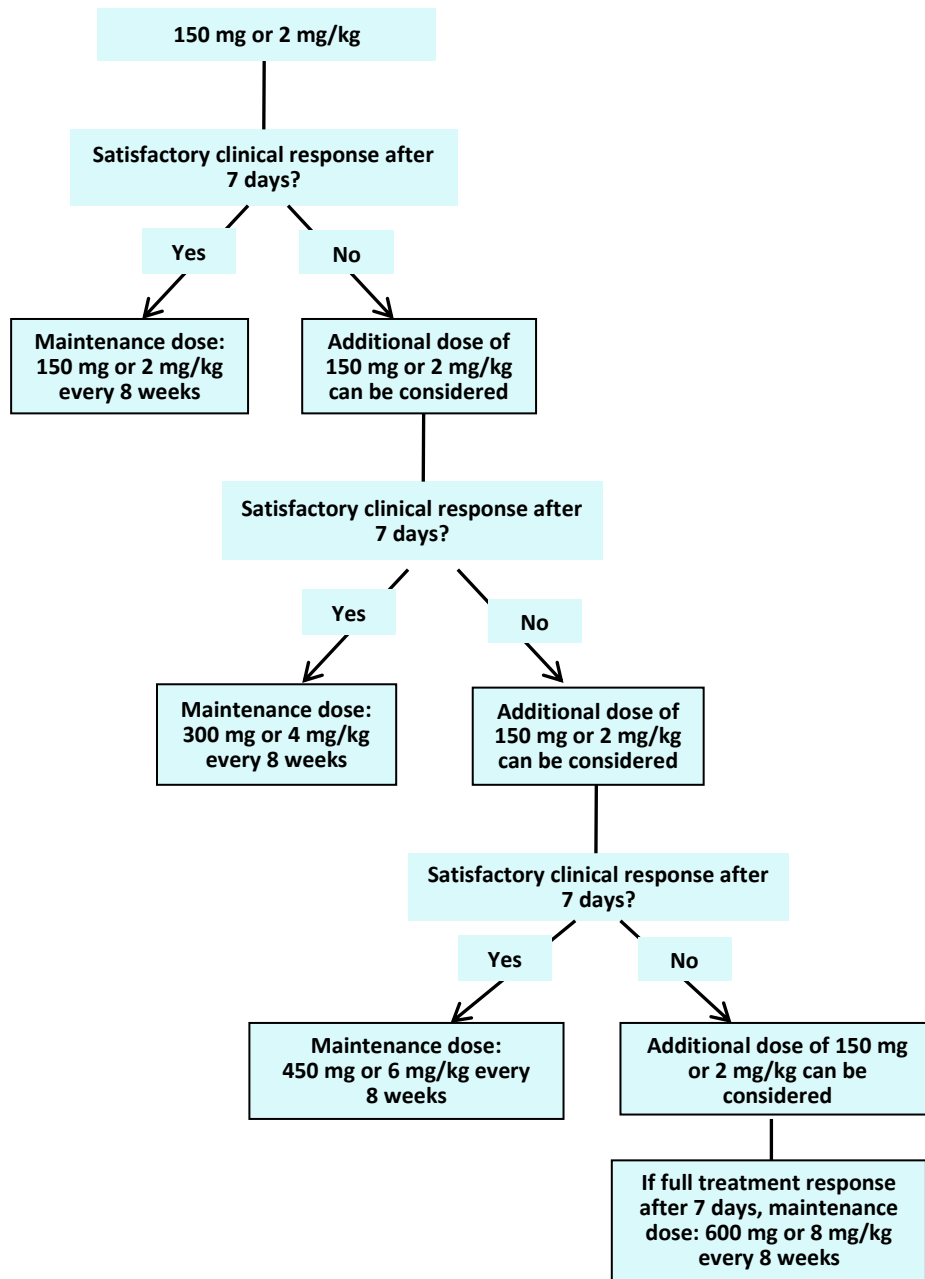 150 mg or 2 mg/kg
Satisfactory clinical response after
7 days?
Yes
No
Maintenance dose:
150 mg or 2 mg/kg
every 8 weeks
Additional dose of
150 mg or 2 mg/kg
can be considered
Satisfactory clinical response after
7 days?
Yes
No
Maintenance dose:
300 mg or 4 mg/kg
every 8 weeks
Additional dose of
150 mg or 2 mg/kg
can be considered
Satisfactory clinical response after
7 days?
Yes
No
Maintenance dose:
450 mg or 6 mg/kg every
8 weeks
Additional dose of 150 mg
or 2 mg/kg can be
considered
If full treatment response
after 7 days, maintenance
dose: 600 mg or 8 mg/kg
every 8 weeks